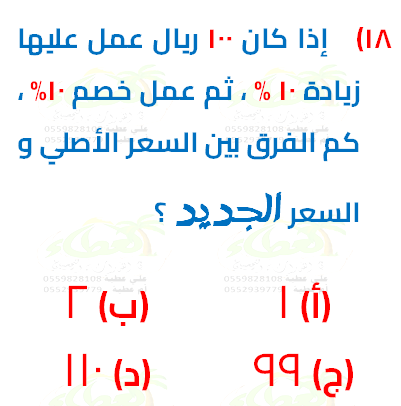 ١٨) إذا كان ١٠٠ ريال عمل عليها
زيادة ١٠ % ، ثم عمل خصم ١٠% ،
كم الفرق بين السعر الأصلي و
السعر الجديد ؟
(أ) ١ (ب) ٢
(ج) ٩٩ (د) ١١٠